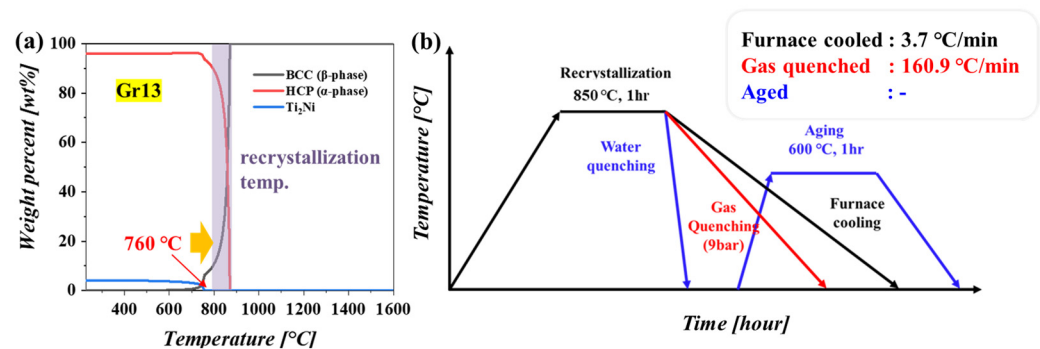 (a)
100
80
60
40
20
0
Weight percent [wt%]
Gr13
BCC (β-phase)
HCP (α-phase)
Ti₂Ni
recrystallization
temp.
760 °C
400 600 800 1000 1200 1400 1600
Temperature [°C]
(b)
Furnace cooled : 3.7 °C/min
Gas quenched : 160.9 °C/min
Aged : -
Temperature [°C]
Recrystallization
850 °C, 1hr
Water
quenching
Gas
Quenching
(9bar)
Aging
600 °C, 1hr
Furnace
cooling
Time [hour]